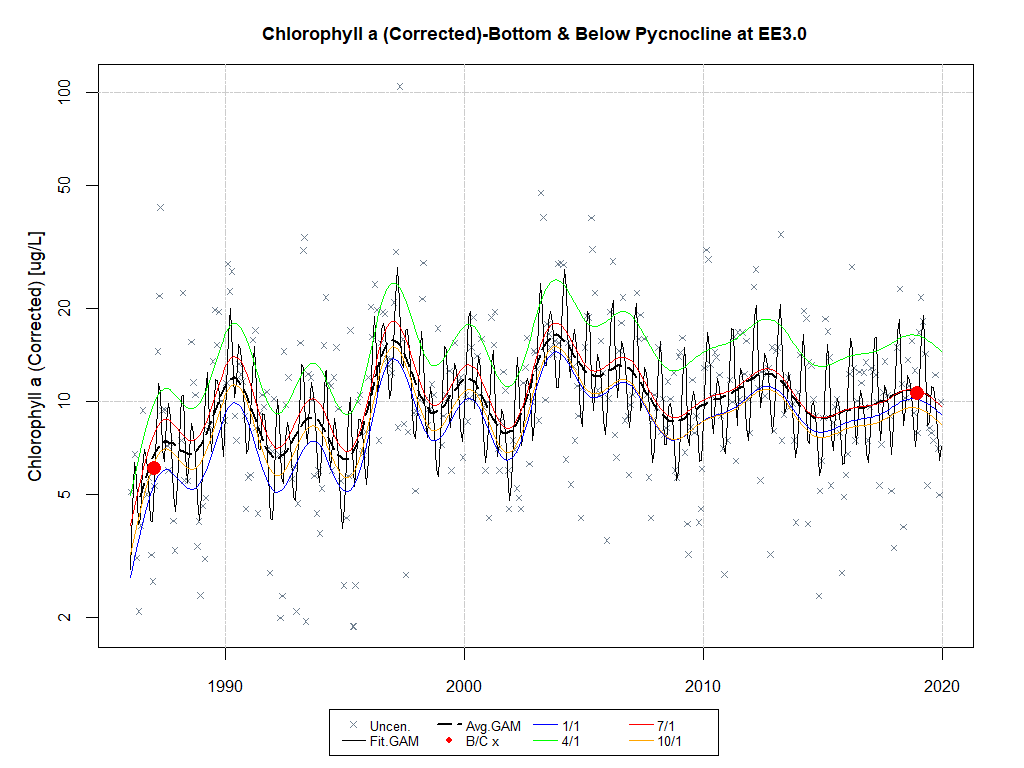 Chlorophyll a (Corrected)-Bottom & Below Pycnocline at EE3.0
Chlorophyll a (Corrected) [ug/L]
100
50
20
10
5
2
1990 2000 2010 2020
Uncen. Avg.GAM 1/1 7/1
Fit.GAM B/C x 4/1 10/1